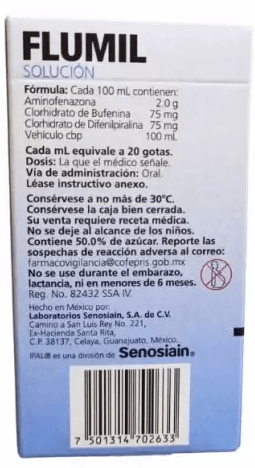 FLUMIL
SOLUCIÓN
Fórmula: Cada 100 mL contienen:
Aminofenazona 2.0 g
Clorhidrato de Bufenina 75 mg
Clorhidrato de Difenilpiralina 75 mg
Vehículo cbp 100 mL
Cada mL equivale a 20 gotas.
Dosis: La que el médico señale.
Vía de administración: Oral.
Léase instructivo anexo.
Consérvese a no más de 30°C.
Consérvese la caja bien cerrada.
Su venta requiere receta médica.
No se deje al alcance de los niños.
Contiene 50.0% de azúcar. Reporte las
sospechas de reacción adversa al correo:
farmacovigilancia@cofepris.gob.mx
No se use durante el embarazo,
lactancia, ni en menores de 6 meses.
Reg. No. 82432 SSA IV
Hecho en México por:
Laboratorios Senosiain, S.A. de C.V.
Camino a San Luis Rey No. 221,
Ex-Hacienda Santa Rita,
C.P. 38137, Celaya, Guanajuato, México.
IPAL® es una división de Senosiain®
7 501314 702633